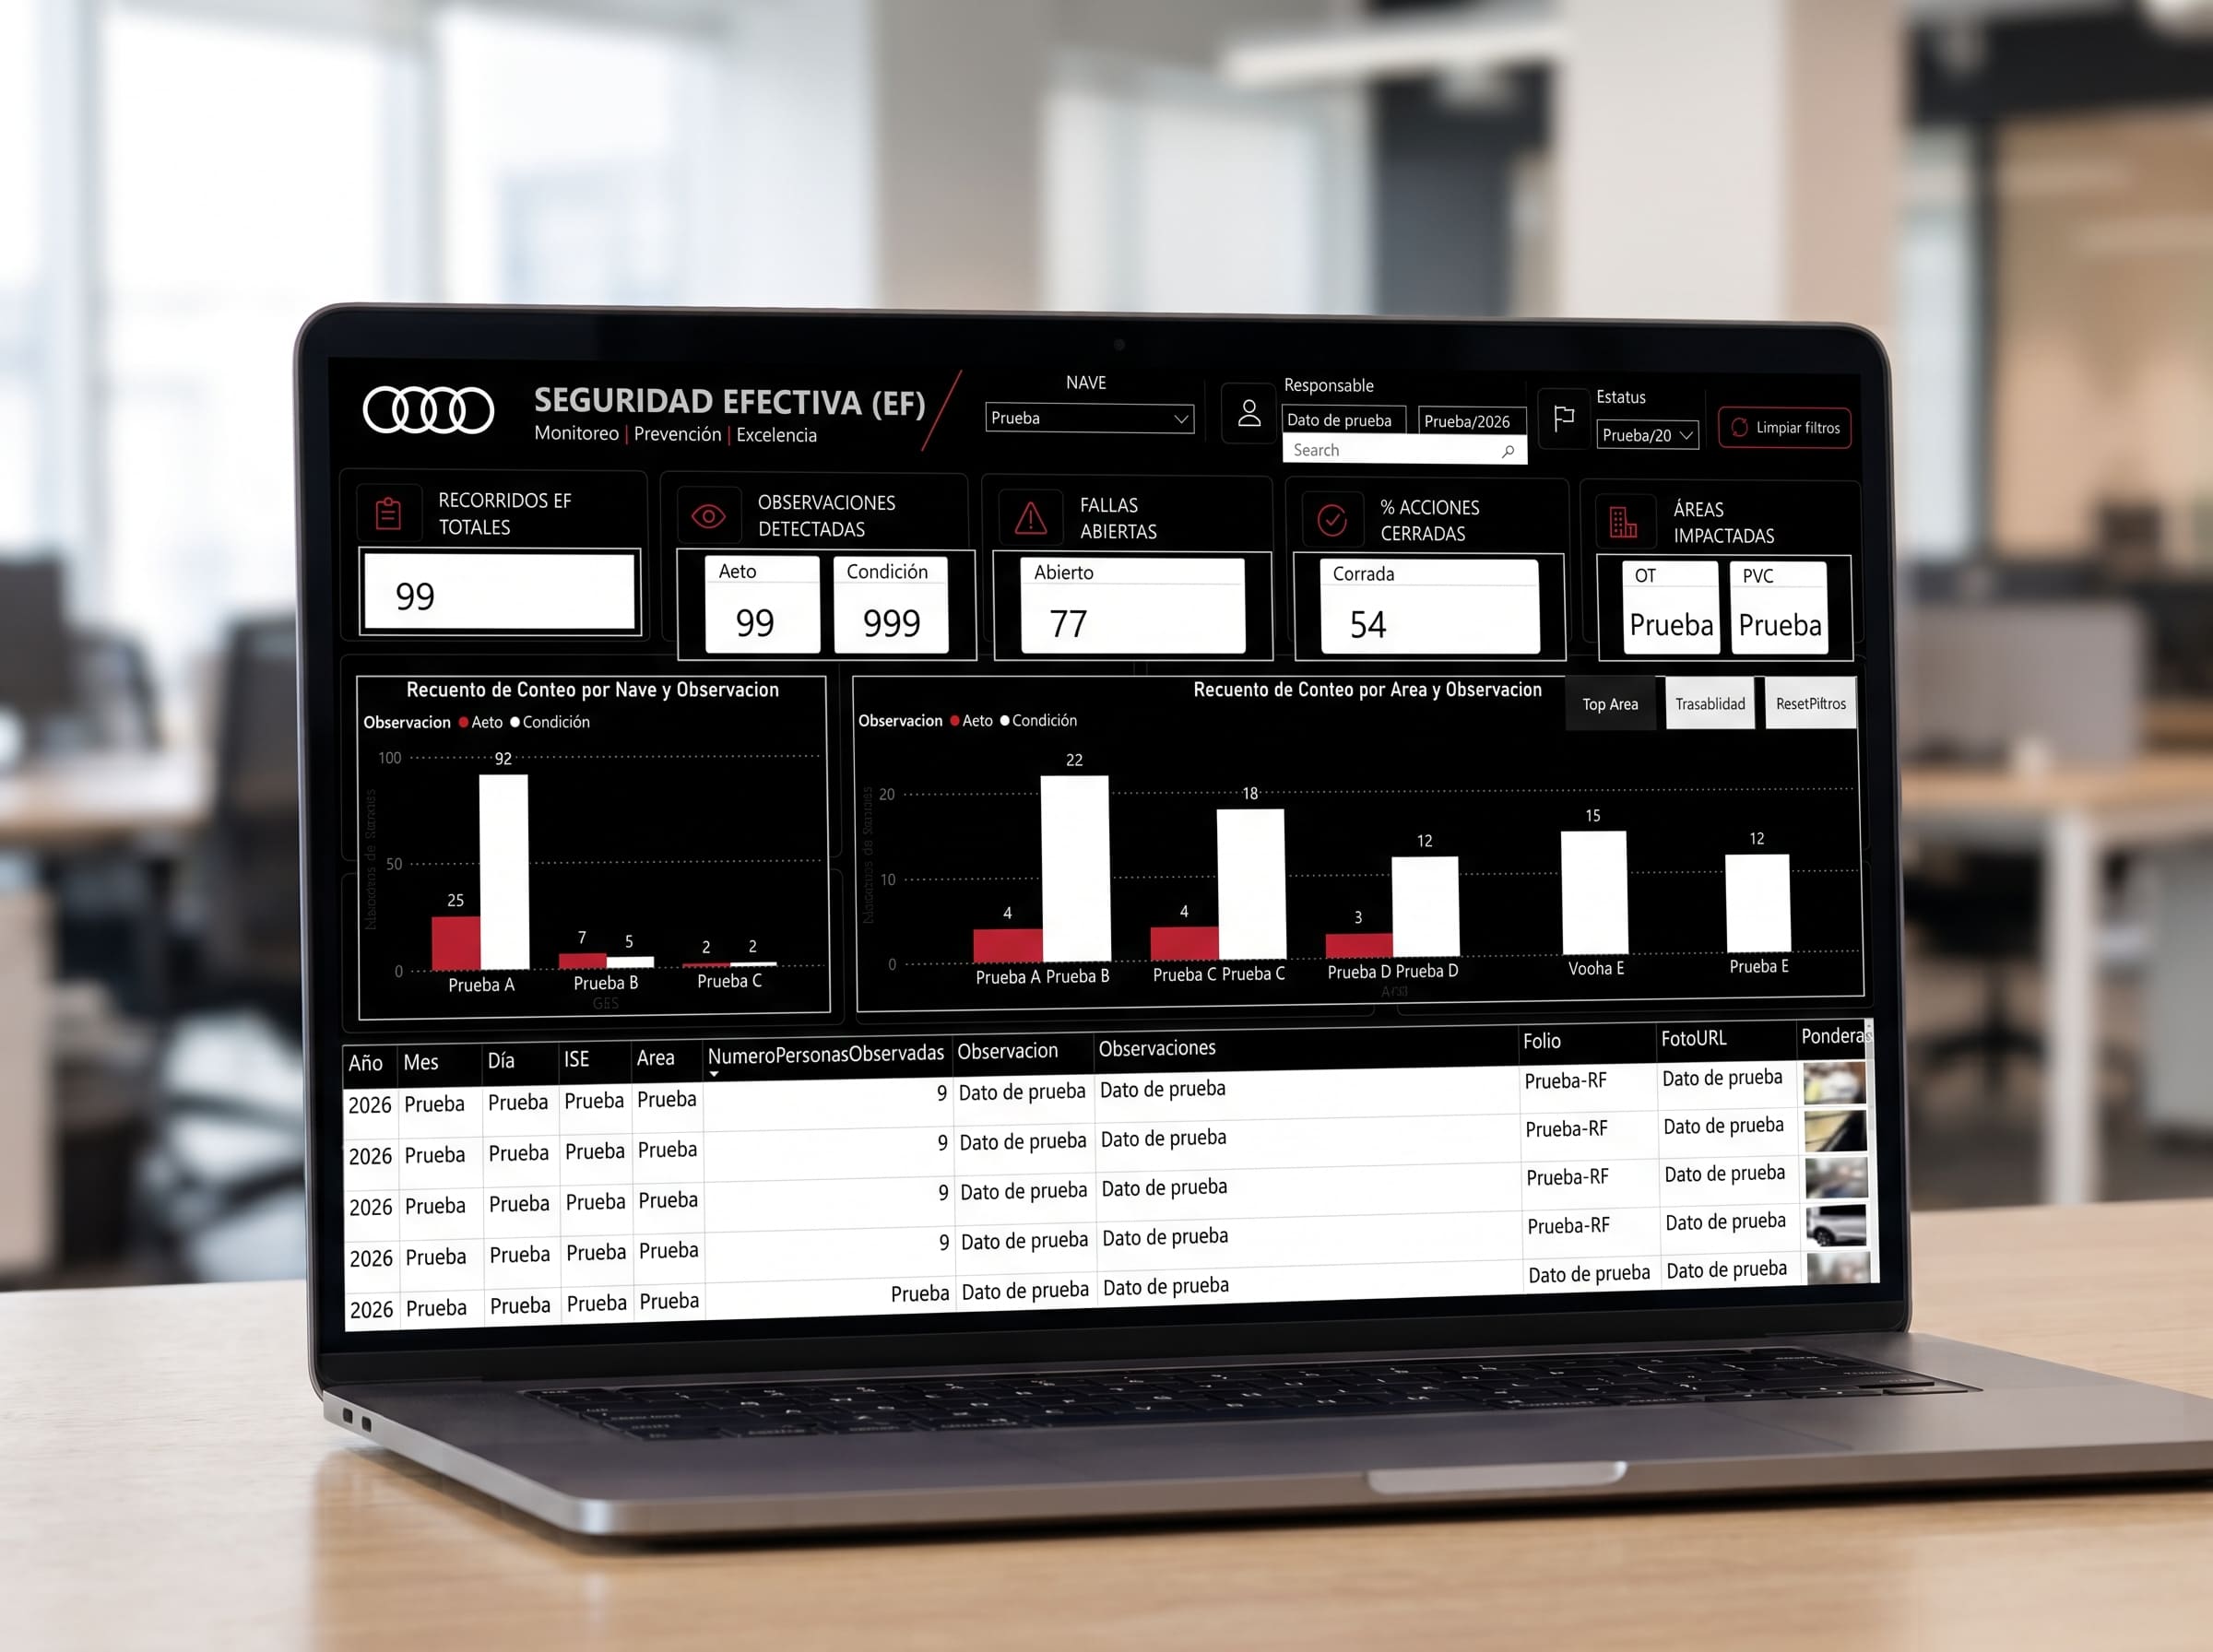 SEGURIDAD EFECTIVA (EF)
Monitoreo | Prevención | Excelencia
NAVE
Prueba
Responsable
Dato de prueba
Prueba/2026
Search
Estatus
Prueba/20
Limpiar filtros
RECORRIDOS EF
TOTALES
99
OBSERVACIONES
DETECTADAS
Aeto
99
Condición
999
FALLAS
ABIERTAS
Abierto
77
% ACCIONES
CERRADAS
Corrada
54
ÁREAS
IMPACTADAS
OT
Prueba
PVC
Prueba
Recuento de Conteo por Nave y Observacion
Observacion Aeto Condición
100
50
0
25
92
7
5
2
2
Prueba A
Prueba B
Prueba C
GES
Recuento de Conteo por Area y Observacion
Top Area
Trasablidad
ResetPiftros
Observacion Aeto Condición
20
10
0
4
22
4
18
3
12
15
12
Prueba A Prueba B
Prueba C Prueba C
Prueba D Prueba D
Vooha E
Prueba E
Año Mes Día ISE Area NumeroPersonasObservadas Observacion Observaciones Folio FotoURL Pondera
2026 Prueba Prueba Prueba Prueba 9 Dato de prueba Dato de prueba Prueba-RF Dato de prueba
2026 Prueba Prueba Prueba Prueba 9 Dato de prueba Dato de prueba Prueba-RF Dato de prueba
2026 Prueba Prueba Prueba Prueba 9 Dato de prueba Dato de prueba Prueba-RF Dato de prueba
2026 Prueba Prueba Prueba Prueba 9 Dato de prueba Dato de prueba Prueba-RF Dato de prueba
2026 Prueba Prueba Prueba Prueba Prueba Dato de prueba Dato de prueba Dato de prueba Dato de prueba